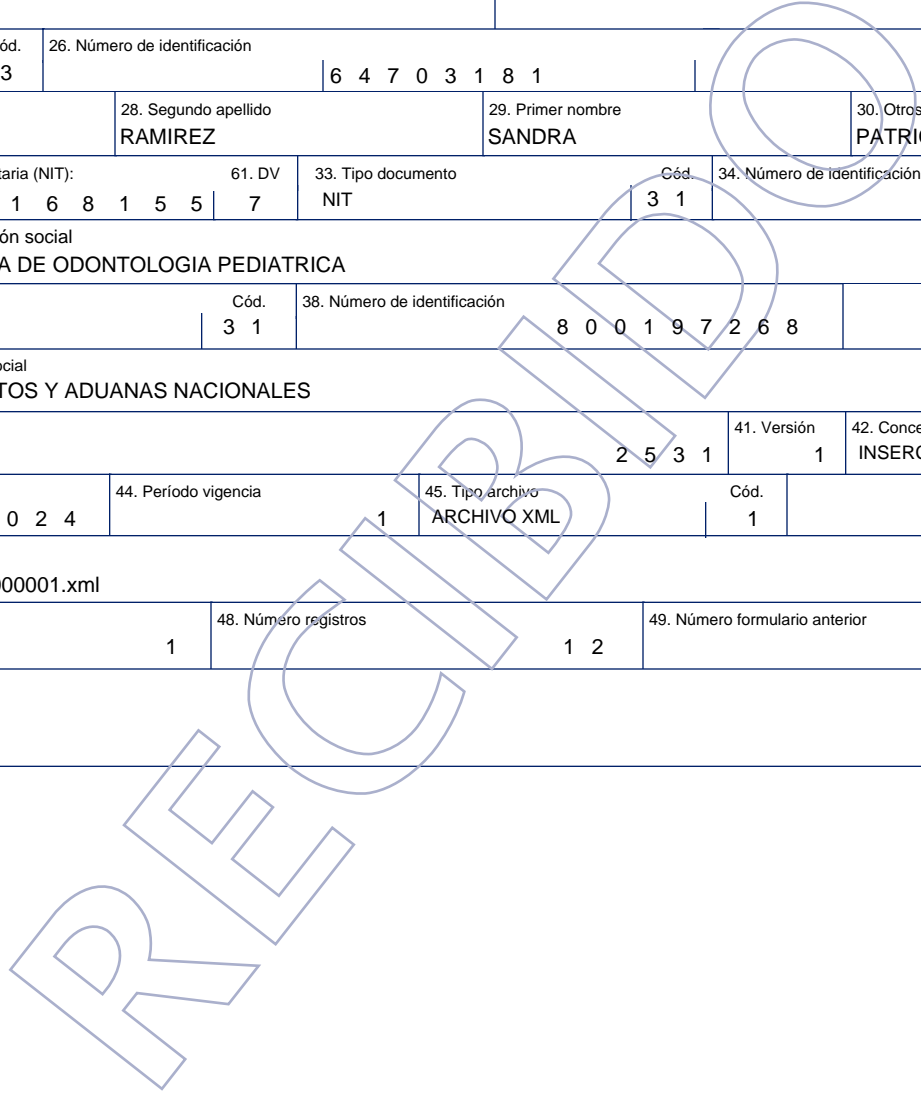 ód. 26. Número de identificación
3 6 4 7 0 3 1 8 1
28. Segundo apellido 29. Primer nombre 30. Otros
RAMIREZ SANDRA PATRIC
taria (NIT): 61. DV 33. Tipo documento Cód. 34. Número de identificación
1 6 8 1 5 5 7 NIT 3 1
ón social
A DE ODONTOLOGIA PEDIATRICA
Cód. 38. Número de identificación
3 1 8 0 0 1 9 7 2 6 8
ocial
TOS Y ADUANAS NACIONALES
41. Versión 42. Conce
2 5 3 1 1 INSERC
44. Período vigencia 45. Tipo archivo Cód.
0 2 4 1 ARCHIVO XML 1
000001.xml
48. Número registros 49. Número formulario anterior
1 1 2
RECIBIDO